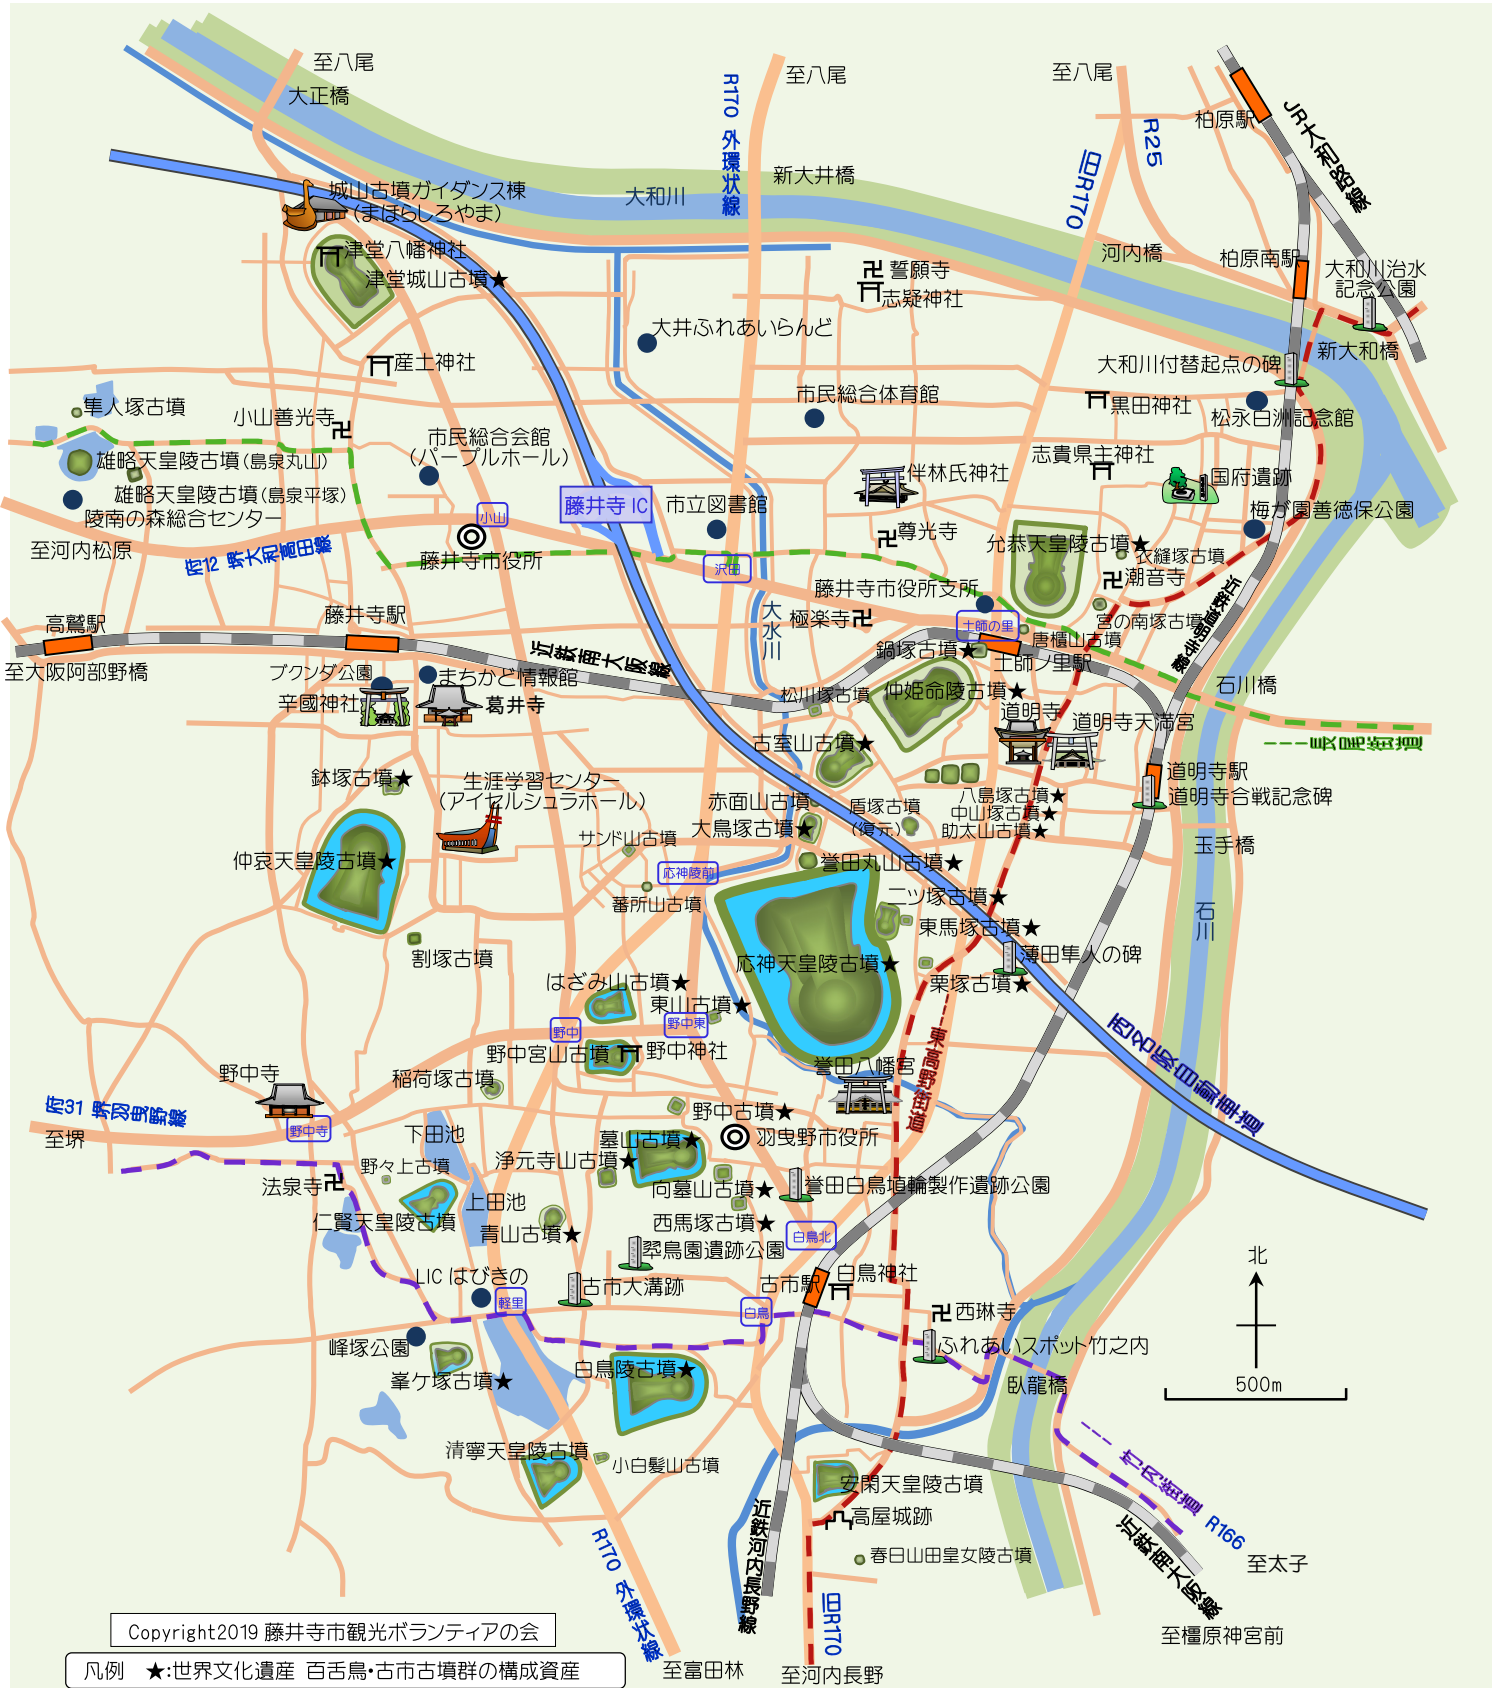 至八尾
大正橋
至八尾
R170 外環状線
至八尾
R25
旧R170
柏原駅
JR大和路線
新大井橋
大和川
城山古墳ガイダンス棟
(まほらしろやま)
津堂八幡神社
津堂城山古墳★
誓願寺
志疑神社
河内橋
柏原南駅
大和川治水
記念公園
大井ふれあいらんど
産土神社
新大和橋
大和川付替起点の碑
隼人塚古墳
小山善光寺
市民総合体育館
黒田神社
松永白洲記念館
市民総合会館
(パープルホール)
雄略天皇陵古墳(島泉丸山)
雄略天皇陵古墳(島泉平塚)
陵南の森総合センター
志貴県主神社
伴林氏神社
国府遺跡
藤井寺IC
市立図書館
梅が園善徳保公園
小山
至河内松原
府12 堺大和高田線
藤井寺市役所
尊光寺
允恭天皇陵古墳★
衣縫塚古墳
潮音寺
沢田
藤井寺市役所支所
大水川
極楽寺
土師の里
宮の南塚古墳
唐櫃山古墳
近鉄道明寺線
高鷲駅
藤井寺駅
近鉄南大阪線
鍋塚古墳★
土師ノ里駅
至大阪阿部野橋
ブクンダ公園
まちかど情報館
辛國神社
葛井寺
松川塚古墳
仲姫命陵古墳★
道明寺
道明寺天満宮
石川橋
長尾街道
古室山古墳★
鉢塚古墳★
生涯学習センター
(アイセルシュラホール)
赤面山古墳
大鳥塚古墳★
盾塚古墳
(復元)
八島塚古墳★
中山塚古墳★
助太山古墳★
道明寺駅
道明寺合戦記念碑
サンド山古墳
玉手橋
仲哀天皇陵古墳★
応神陵前
誉田丸山古墳★
蕃所山古墳
二ツ塚古墳★
東馬塚古墳★
石川
割塚古墳
応神天皇陵古墳★
薄田隼人の碑
はざみ山古墳★
東山古墳★
栗塚古墳★
野中
野中東
東高野街道
西名阪自動車道
野中宮山古墳
野中神社
誉田八幡宮
野中寺
稲荷塚古墳
府31 堺羽曳野線
至堺
野中寺
下田池
野中古墳★
羽曳野市役所
墓山古墳★
浄元寺山古墳★
野々上古墳
法泉寺
向墓山古墳★
誉田白鳥埴輪製作遺跡公園
仁賢天皇陵古墳
上田池
青山古墳★
西馬塚古墳★
白鳥北
翠鳥園遺跡公園
北
LICはびきの
古市大溝跡
古市駅
白鳥神社
軽里
白鳥
西琳寺
峰塚公園
ふれあいスポット竹之内
白鳥陵古墳★
峯ケ塚古墳★
臥龍橋
500m
清寧天皇陵古墳
小白髪山古墳
安閑天皇陵古墳
竹内街道
高屋城跡
R166
近鉄河内長野線
春日山田皇女陵古墳
近鉄南大阪線
至太子
R170 外環状線
旧R170
至橿原神宮前
Copyright2019 藤井寺市観光ボランティアの会
凡例 ★:世界文化遺産 百舌鳥・古市古墳群の構成資産
至富田林
至河内長野